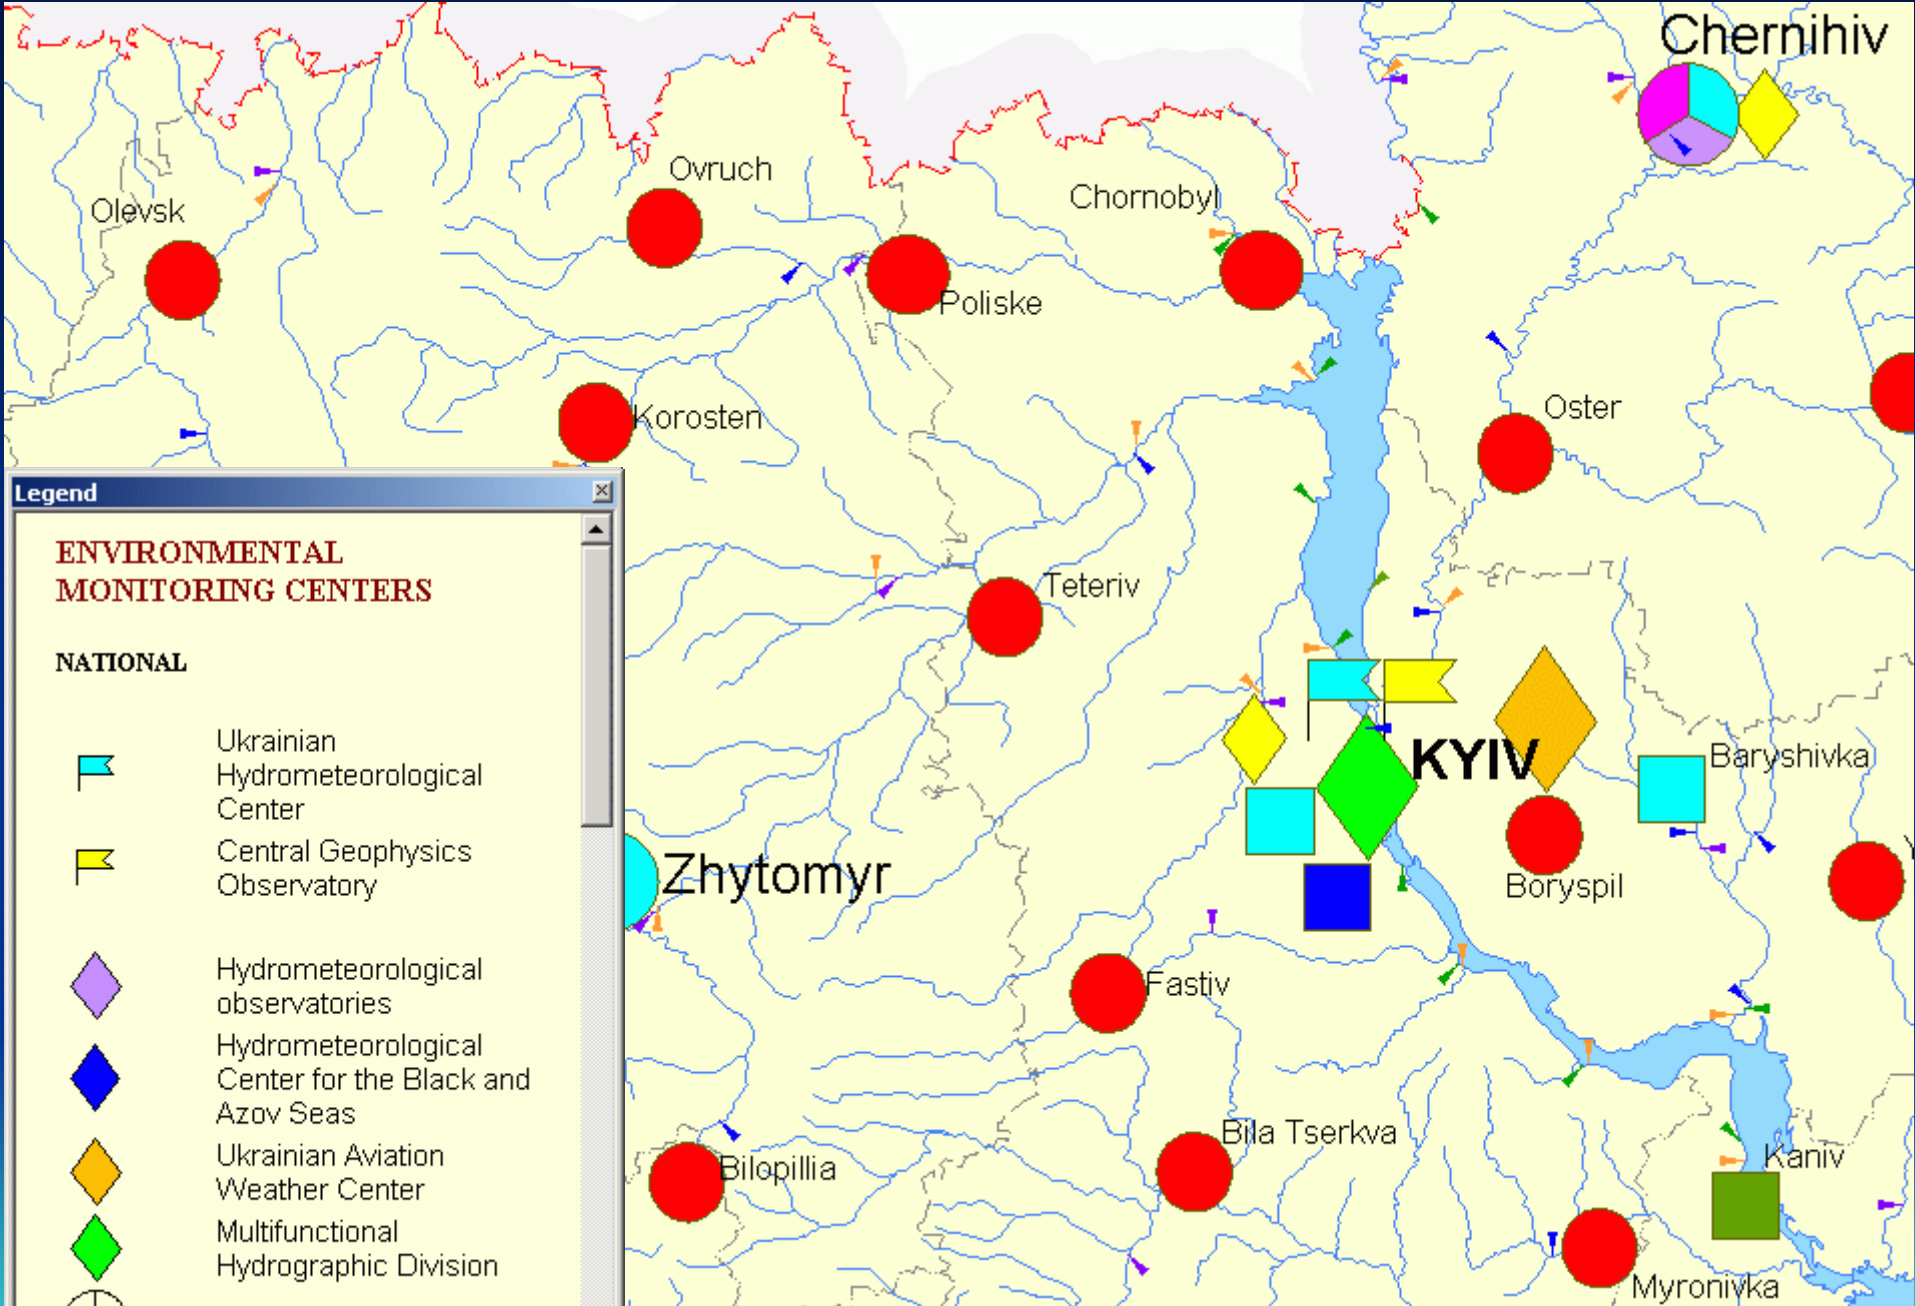 Chernihiv
Ovruch
Chornobyl
Olevsk
Poliske
Korosten
Oster
Teteriv
KYIV
Baryshivka
Zhytomyr
Boryspil
Fastiv
Bila Tserkva
Bilopillia
Kaniv
Myronivka
Legend
ENVIRONMENTAL
MONITORING CENTERS
NATIONAL
Ukrainian
Hydrometeorological
Center
Central Geophysics
Observatory
Hydrometeorological
observatories
Hydrometeorological
Center for the Black and
Azov Seas
Ukrainian Aviation
Weather Center
Multifunctional
Hydrographic Division